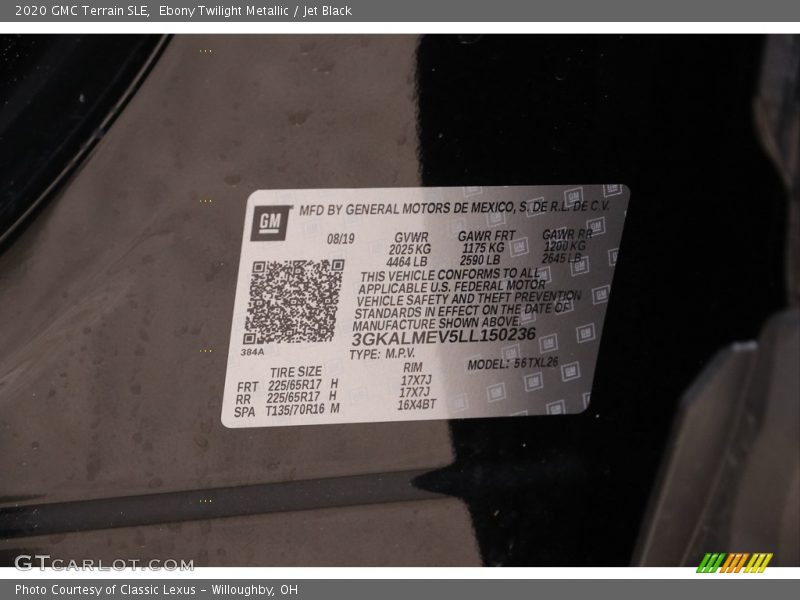 2020 GMC Terrain SLE, Ebony Twilight Metallic / Jet Black
GM
MFD BY GENERAL MOTORS DE MEXICO, S. DE R.L. DE C.V.
08/19 GVWR GAWR FRT GAWR RR
2025 KG 1175 KG 1200 KG
4464 LB 2590 LB 2645 LB
THIS VEHICLE CONFORMS TO ALL
APPLICABLE U.S. FEDERAL MOTOR
VEHICLE SAFETY AND THEFT PREVENTION
STANDARDS IN EFFECT ON THE DATE OF
MANUFACTURE SHOWN ABOVE.
3GKALMEV5LL150236
384A
TYPE: M.P.V. MODEL: 56TXL26
TIRE SIZE RIM
FRT 225/65R17 H 17X7J
RR 225/65R17 H 17X7J
SPA T135/70R16 M 16X4BT
GTCARLOT.COM
Photo Courtesy of Classic Lexus - Willoughby, OH